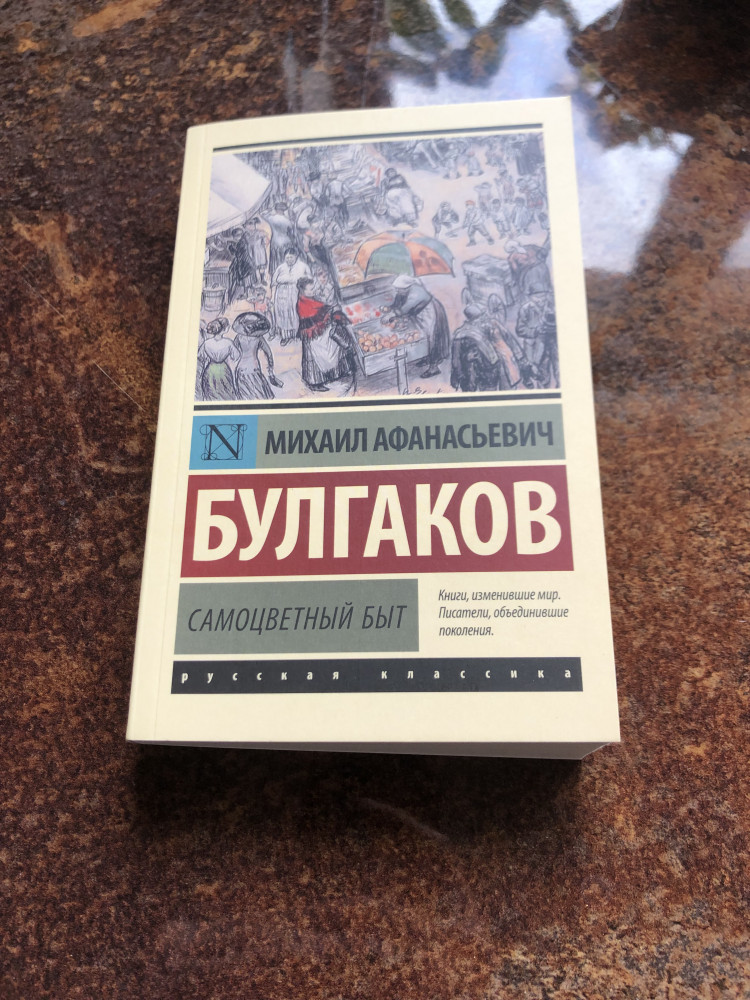 N
МИХАИЛ АФАНАСЬЕВИЧ
БУЛГАКОВ
САМОЦВЕТНЫЙ БЫТ
Книги, изменившие мир.
Писатели, объединившие
поколения.
русская классика